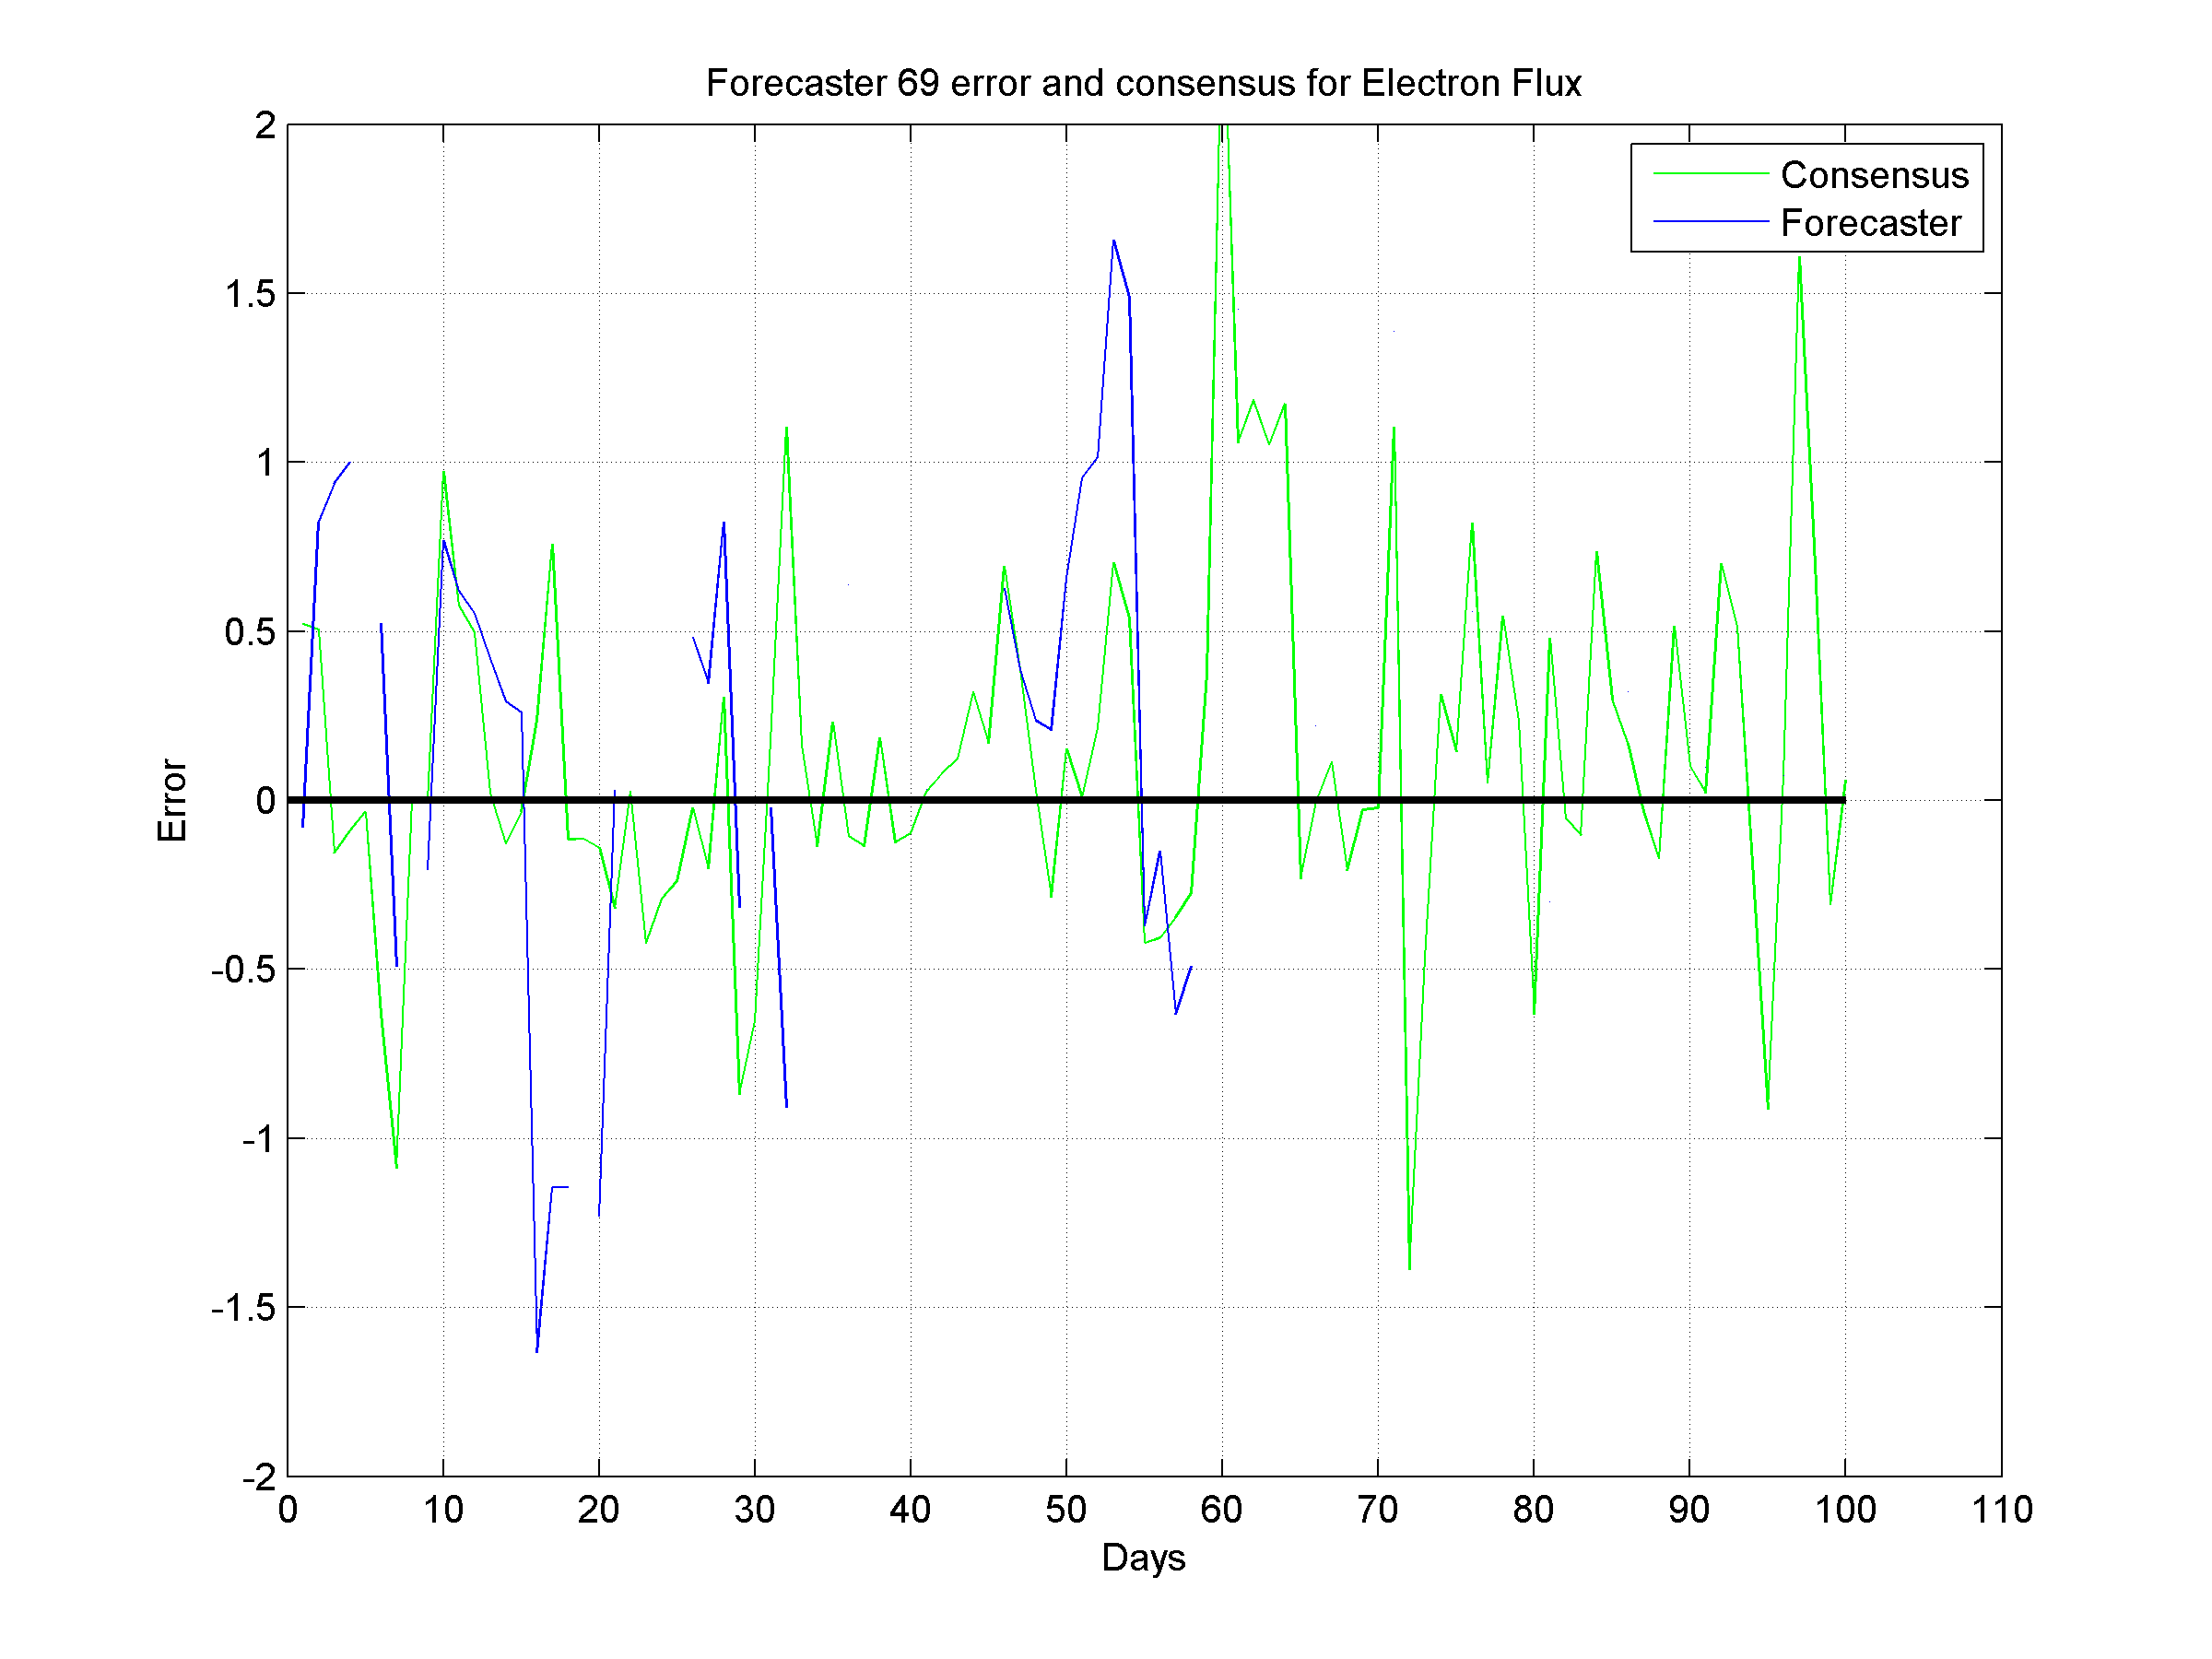 Forecaster 69 error and consensus for Electron Flux
2
1.5
1
0.5
0
-0.5
-1
-1.5
-2
Error
Consensus
Forecaster
0 10 20 30 40 50 60 70 80 90 100 110
Days